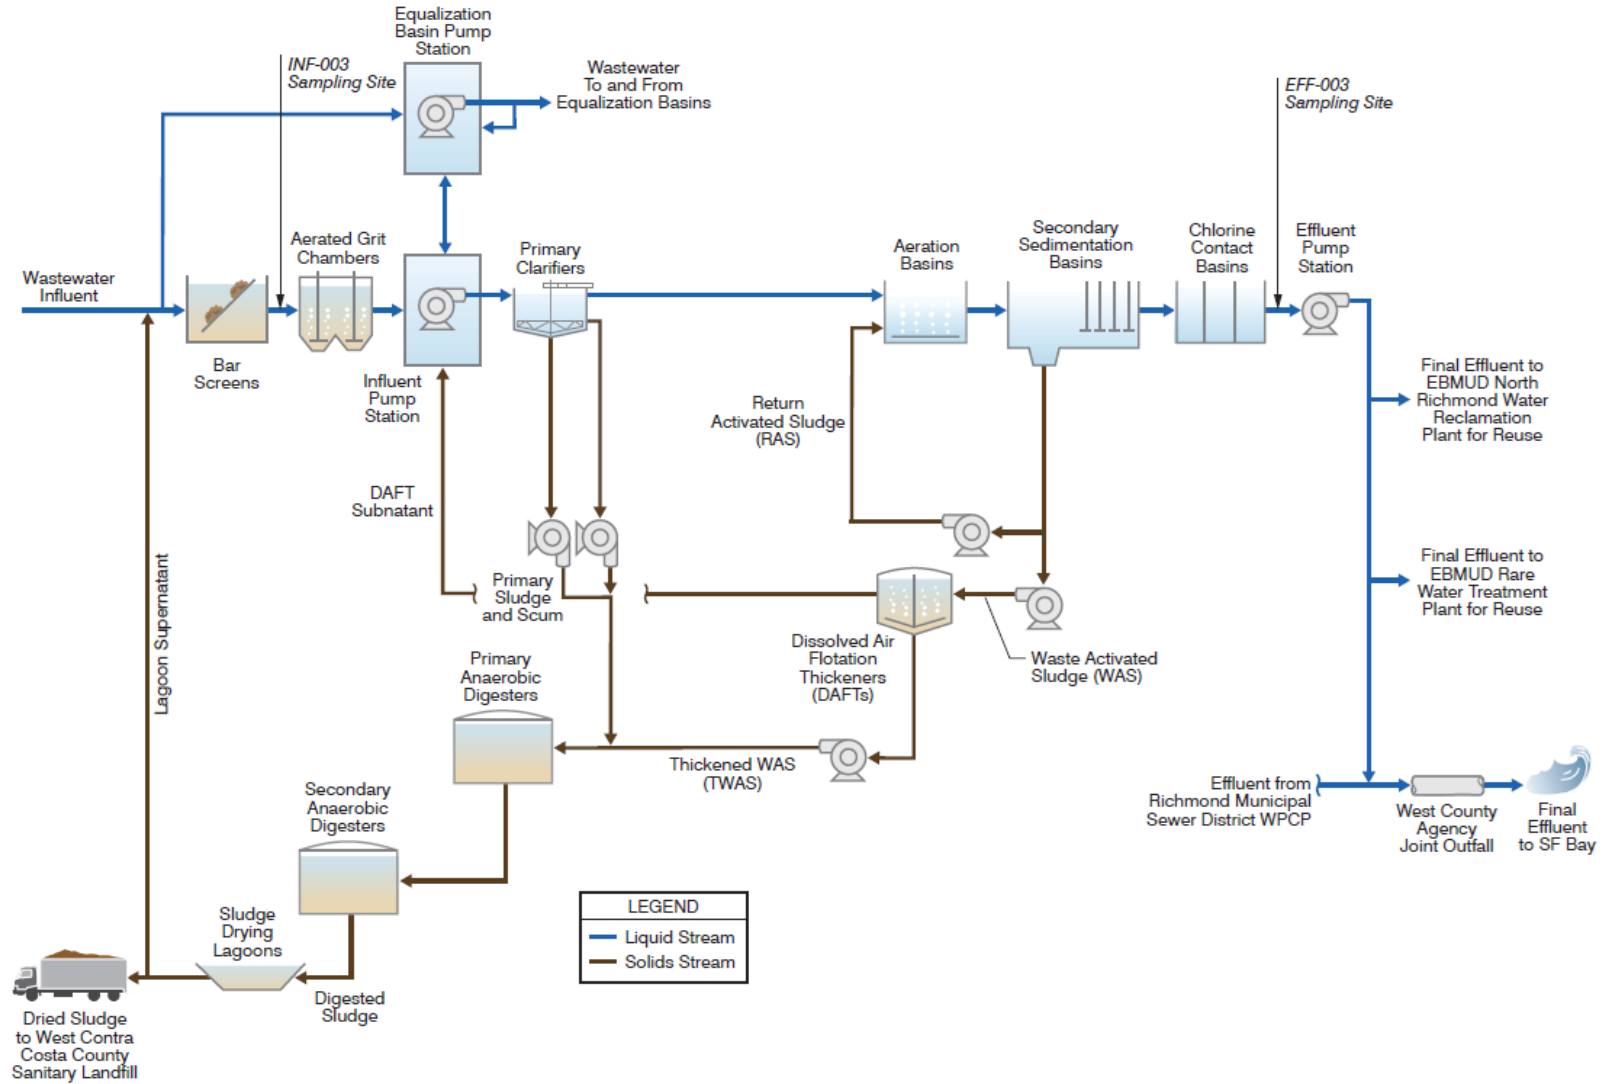 Equalization
Basin Pump
Station
INF-003
Sampling Site
Wastewater
To and From
Equalization Basins
EFF-003
Sampling Site
Wastewater
Influent
Bar
Screens
Aerated Grit
Chambers
Influent
Pump
Station
Primary
Clarifiers
Aeration
Basins
Secondary
Sedimentation
Basins
Chlorine
Contact
Basins
Effluent
Pump
Station
Final Effluent to
EBMUD North
Richmond Water
Reclamation
Plant for Reuse
Return
Activated Sludge
(RAS)
DAFT
Subnatant
Lagoon Supernatant
Primary
Sludge
and Scum
Final Effluent to
EBMUD Rare
Water Treatment
Plant for Reuse
Dissolved Air
Flotation
Thickeners
(DAFTs)
Waste Activated
Sludge (WAS)
Primary
Anaerobic
Digesters
Thickened WAS
(TWAS)
Secondary
Anaerobic
Digesters
Effluent from
Richmond Municipal
Sewer District WPCP
West County
Agency
Joint Outfall
Final
Effluent
to SF Bay
Sludge
Drying
Lagoons
Digested
Sludge
Dried Sludge
to West Contra
Costa County
Sanitary Landfill
LEGEND
Liquid Stream
Solids Stream